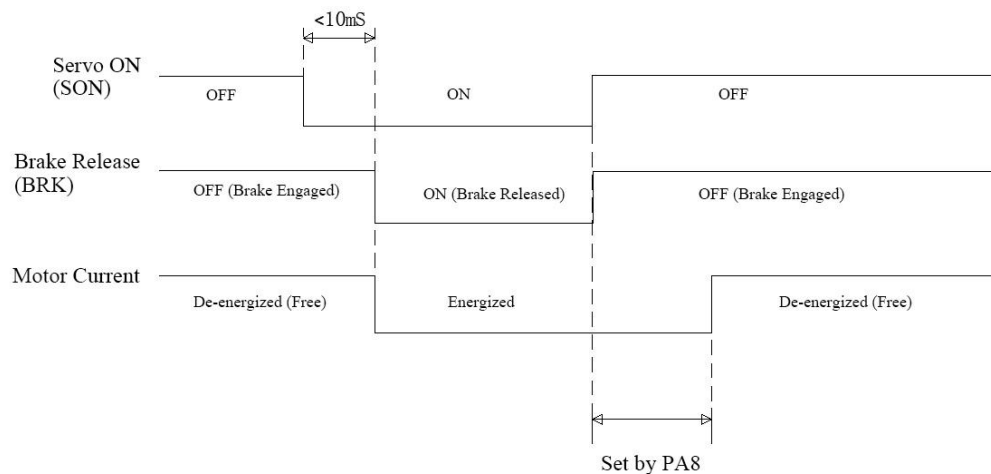 <10mS
Servo ON
(SON)
OFF
ON
OFF
Brake Release
(BRK)
OFF (Brake Engaged)
ON (Brake Released)
OFF (Brake Engaged)
Motor Current
De-energized (Free)
Energized
De-energized (Free)
Set by PA8